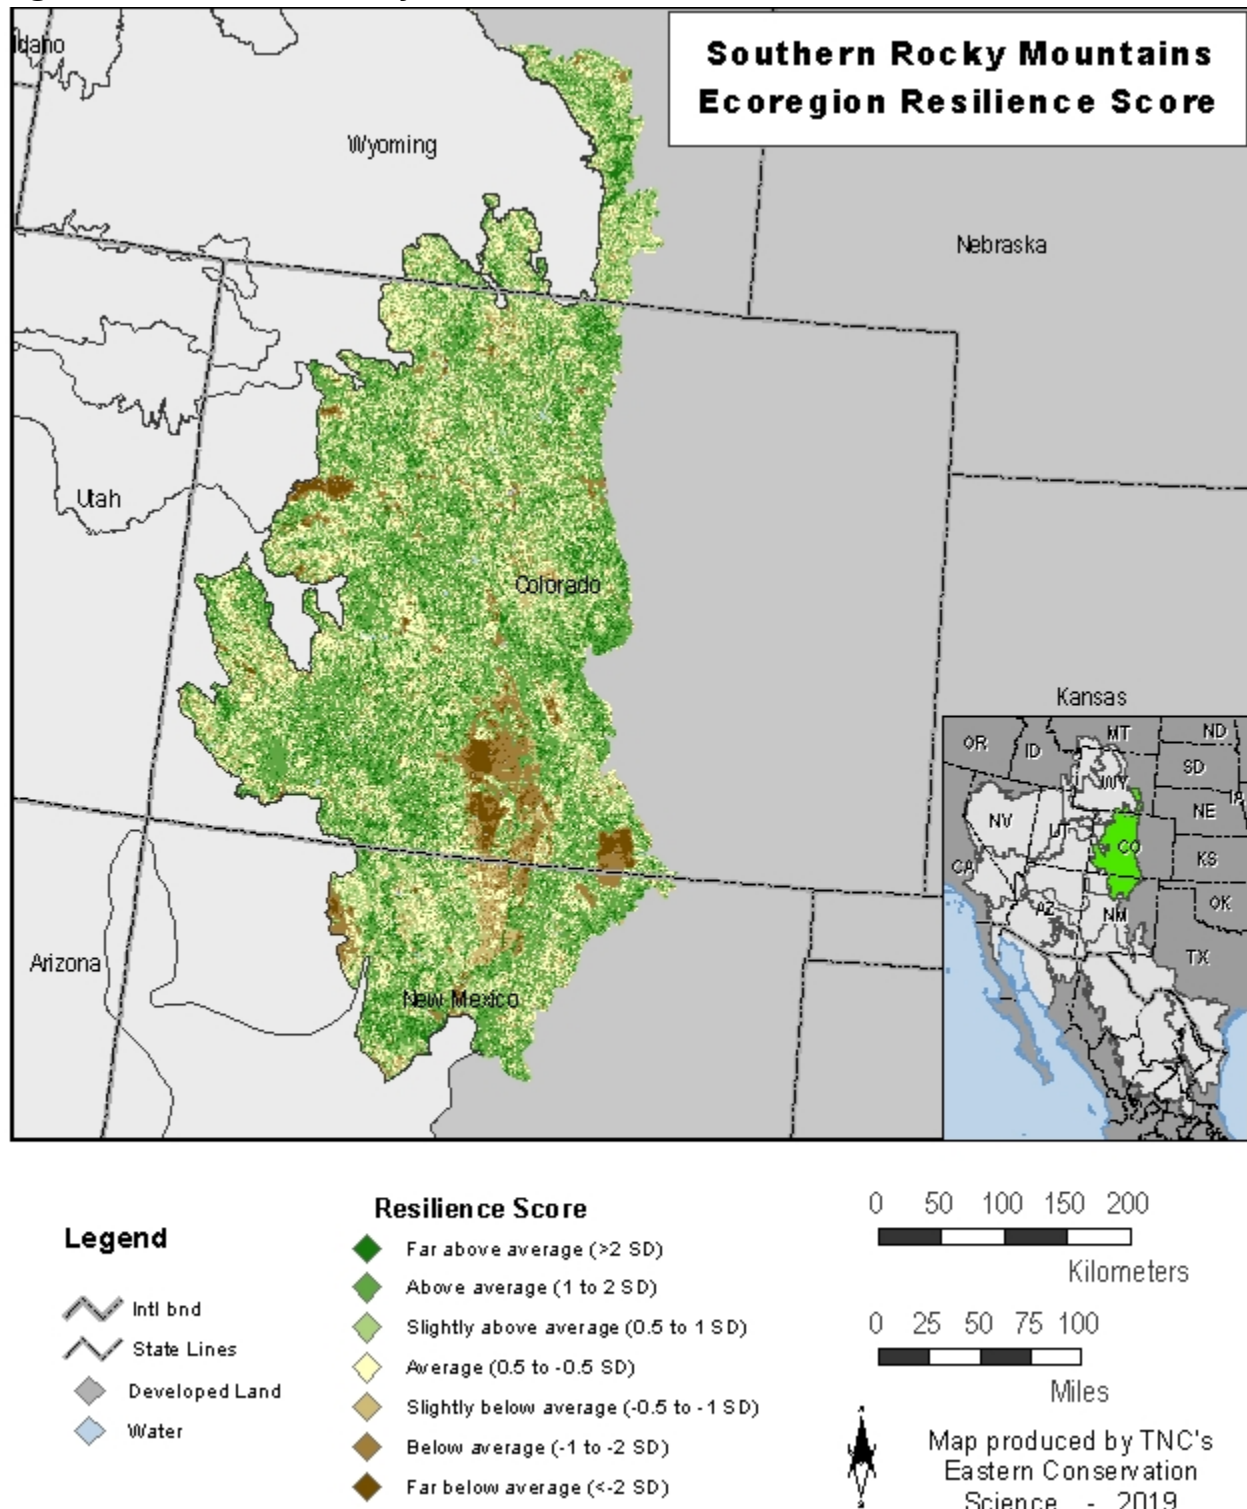 Southern Rocky Mountains
Ecoregion Resilience Score
Idaho
Wyoming
Nebraska
Utah
Colorado
Kansas
Arizona
New Mexico
OR
ID
MT
ND
WY
SD
IA
NV
UT
NE
CO
KS
CA
AZ
NM
OK
TX
Legend
Intl bnd
State Lines
Developed Land
Water
Resilience Score
Far above average (>2 SD)
Above average (1 to 2 SD)
Slightly above average (0.5 to 1 SD)
Average (0.5 to -0.5 SD)
Slightly below average (-0.5 to -1 SD)
Below average (-1 to -2 SD)
Far below average (<-2 SD)
0 50 100 150 200
Kilometers
0 25 50 75 100
Miles
Map produced by TNC's
Eastern Conservation
Science - 2019